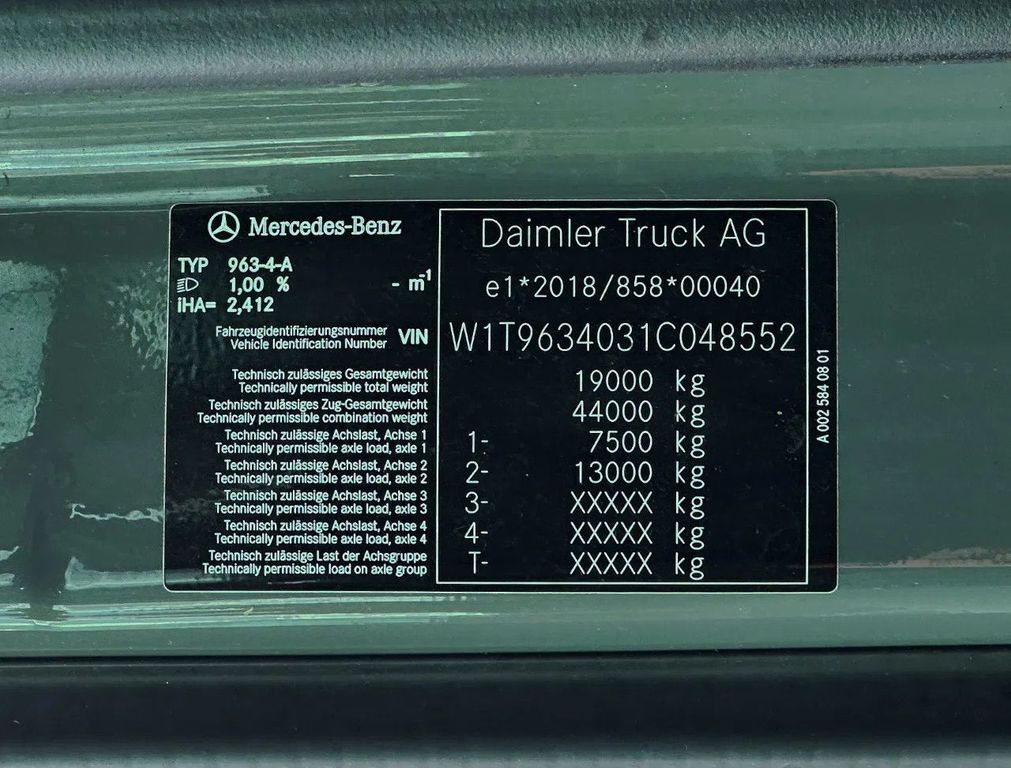 Mercedes-Benz
Daimler Truck AG
TYP 963-4-A
1,00 % - m-1
e1*2018/858*00040
iHA= 2,412
Fahrzeugidentifizierungsnummer
Vehicle Identification Number VIN W1T9634031C048552
Technisch zulässiges Gesamtgewicht
Technically permissible total weight 19000 kg
Technisch zulässiges Zug-Gesamtgewicht
Technically permissible combination weight 44000 kg
Technisch zulässige Achslast, Achse 1
Technically permissible axle load, axle 1 1- 7500 kg
Technisch zulässige Achslast, Achse 2
Technically permissible axle load, axle 2 2- 13000 kg
Technisch zulässige Achslast, Achse 3
Technically permissible axle load, axle 3 3- XXXXX kg
Technisch zulässige Achslast, Achse 4
Technically permissible axle load, axle 4 4- XXXXX kg
Technisch zulässige Last der Achsgruppe
Technically permissible load on axle group T- XXXXX kg
A 002 584 08 01